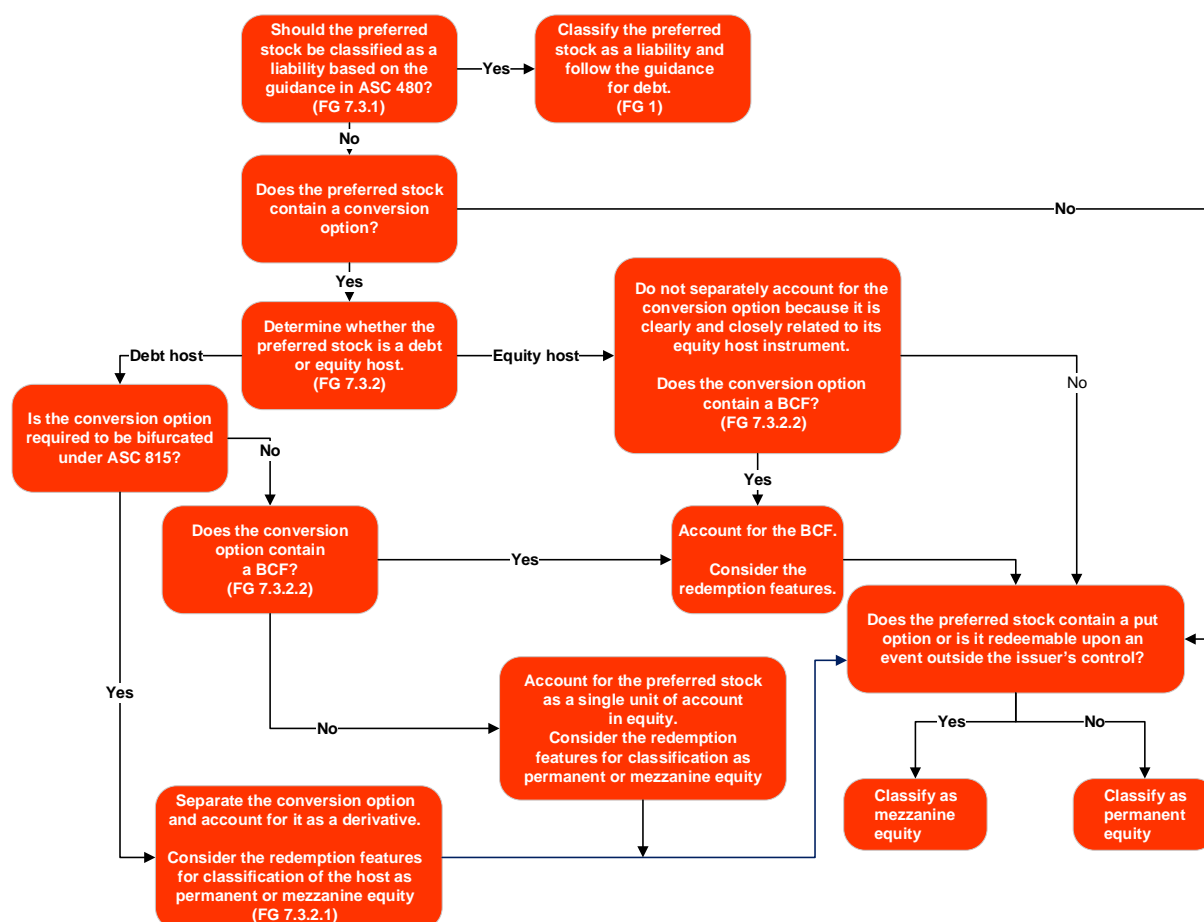 Should the preferred
stock be classified as a
liability based on the
guidance in ASC 480?
(FG 7.3.1)
Yes
Classify the preferred
stock as a liability and
follow the guidance
for debt.
(FG 1)
No
Does the preferred stock
contain a conversion
option?
No
Yes
Determine whether the
preferred stock is a debt
or equity host.
(FG 7.3.2)
Debt host
Equity host
Do not separately account for the
conversion option because it is
clearly and closely related to its
equity host instrument.
Does the conversion option
contain a BCF?
(FG 7.3.2.2)
No
Yes
Is the conversion option
required to be bifurcated
under ASC 815?
No
Does the conversion
option contain
a BCF?
(FG 7.3.2.2)
Yes
Account for the BCF.
Consider the
redemption features.
Does the preferred stock contain a put
option or is it redeemable upon an
event outside the issuer’s control?
Yes
No
Account for the preferred stock
as a single unit of account
in equity.
Consider the redemption
features for classification as
permanent or mezzanine equity
Yes
No
Classify as
mezzanine
equity
Classify as
permanent
equity
Separate the conversion option
and account for it as a derivative.
Consider the redemption features
for classification of the host as
permanent or mezzanine equity
(FG 7.3.2.1)